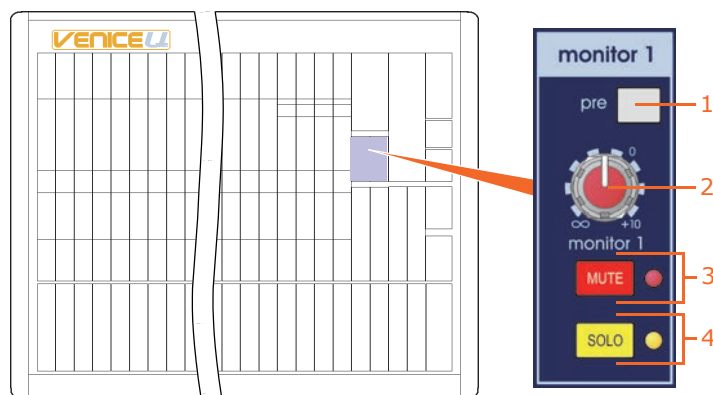 VENICEU
monitor 1
pre
1
0
2
∞
+10
monitor 1
MUTE
3
SOLO
4